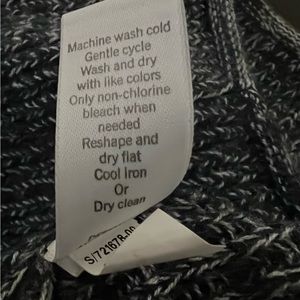 Machine wash cold
Gentle cycle
Wash and dry
with like colors
Only non-chlorine
bleach when
needed
Reshape and
dry flat
Cool Iron
Or
Dry clean